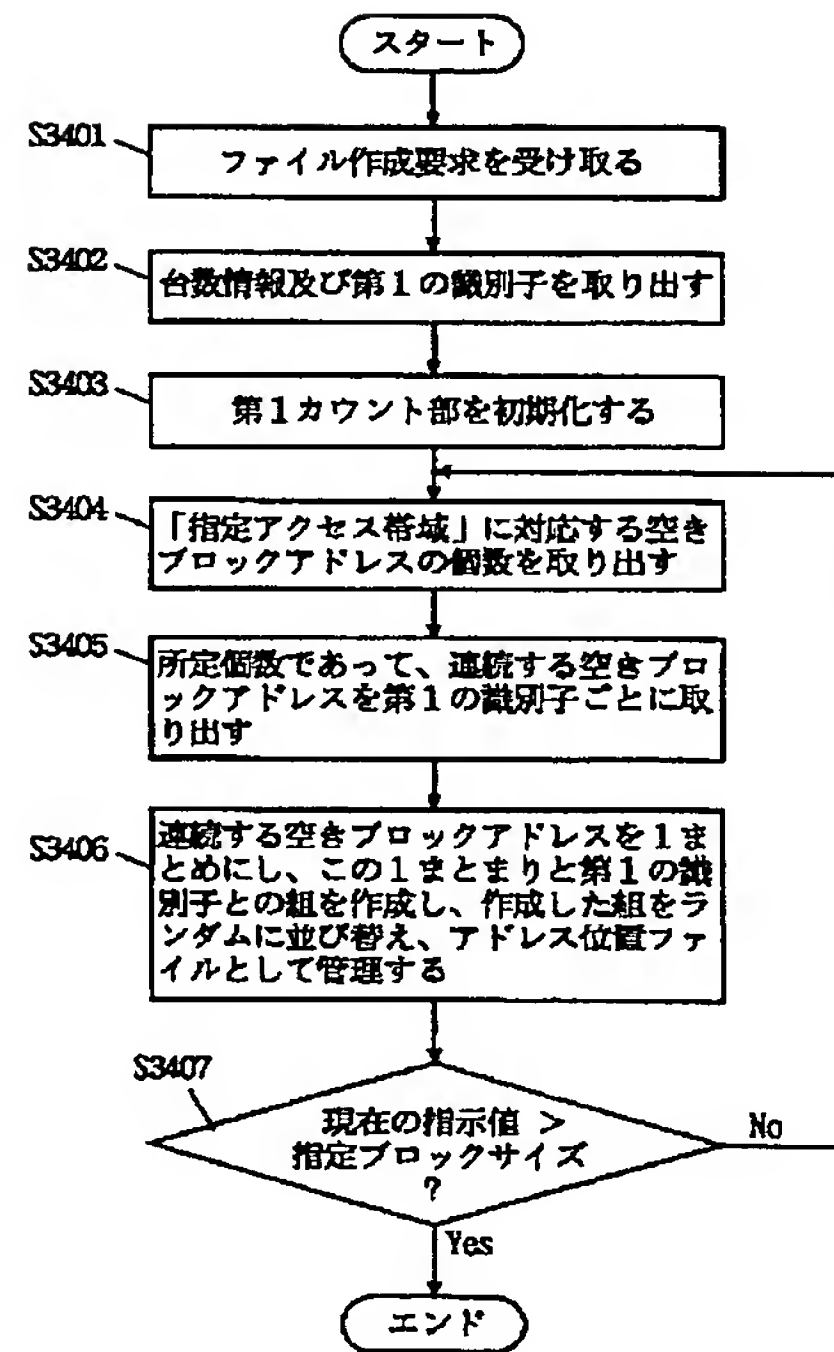 スタート
S3401
ファイル作成要求を受け取る
S3402
台数情報及び第1の識別子を取り出す
S3403
第1カウント部を初期化する
S3404
「指定アクセス帯域」に対応する空き
ブロックアドレスの個数を取り出す
S3405
所定個数であって、連続する空きブロ
ックアドレスを第1の識別子ごとに取
り出す
S3406
連続する空きブロックアドレスを1ま
とめにし、この1まとまりと第1の識
別子との組を作成し、作成した組をラ
ンダムに並び替え、アドレス位置ファ
イルとして管理する
S3407
現在の指示値 >
指定ブロックサイズ
?
No
Yes
エンド